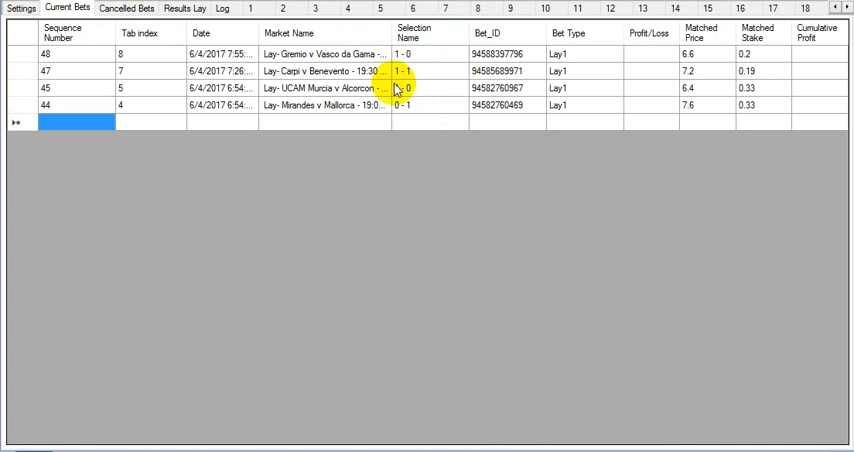 Settings Current Bets Cancelled Bets Results Lay Log 1 2 3 4 5 6 7 8 9 10 11 12 13 14 15 16 17 18
Sequence Number Tab index Date Market Name Selection Name Bet_ID Bet Type Profit/Loss Matched Price Matched Stake Cumulative Profit
48 8 6/4/2017 7:55:... Lay- Gremio v Vasco da Gama -... 1 - 0 94588397796 Lay1 6.6 0.2
47 7 6/4/2017 7:26:... Lay- Carpi v Benevento - 19:30 ... 1 - 1 94585689971 Lay1 7.2 0.19
45 5 6/4/2017 6:54:... Lay- UCAM Murcia v Alcorcon - ... - 0 94582760967 Lay1 6.4 0.33
44 4 6/4/2017 6:54:... Lay- Mirandes v Mallorca - 19:0... 0 - 1 94582760469 Lay1 7.6 0.33